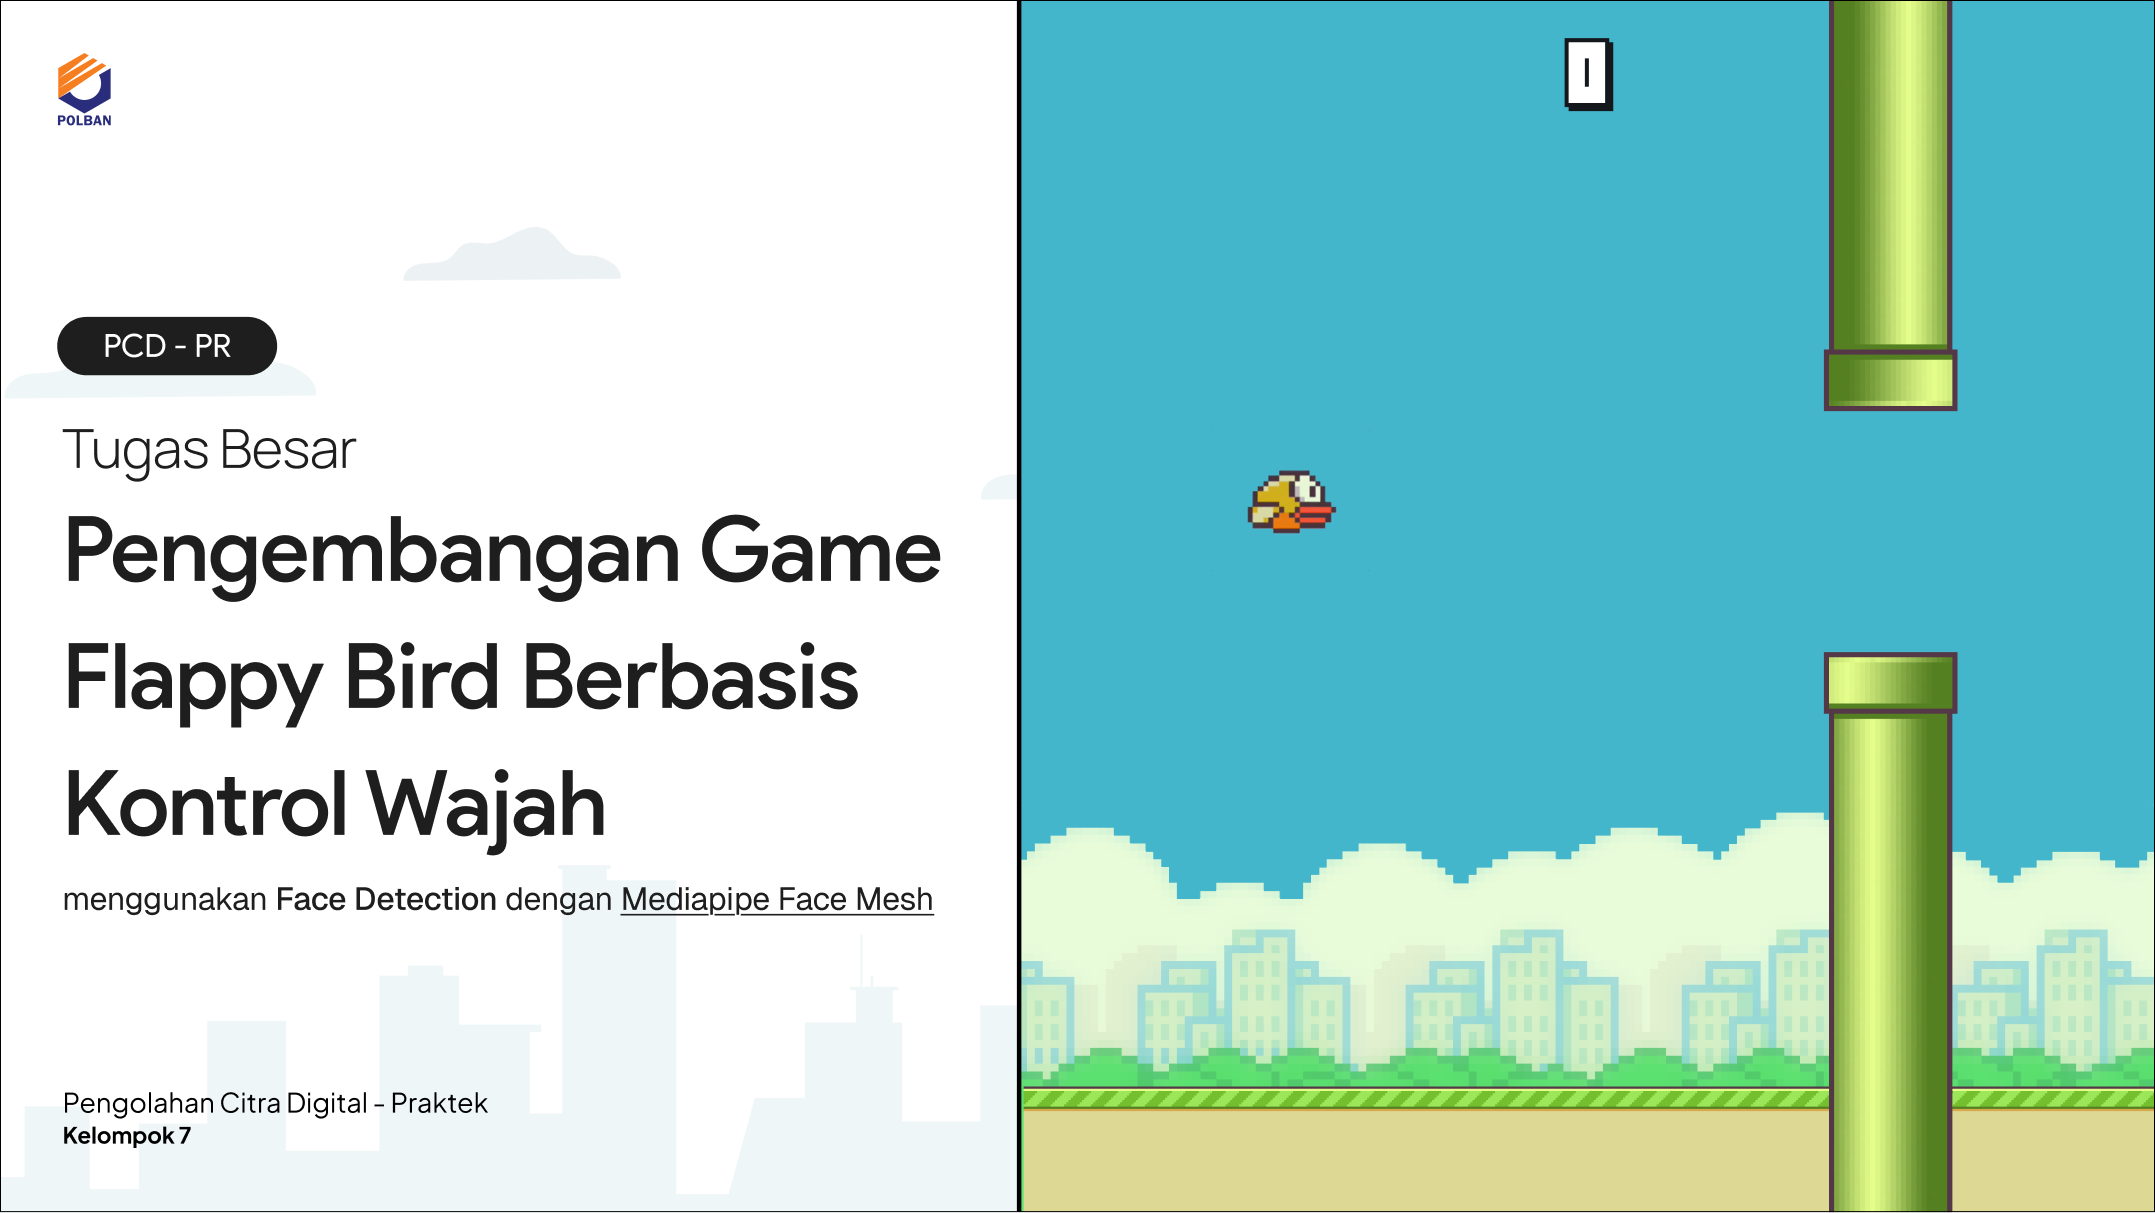 POLBAN
PCD - PR
Tugas Besar
Pengembangan Game
Flappy Bird Berbasis
Kontrol Wajah
menggunakan Face Detection dengan Mediapipe Face Mesh
Pengolahan Citra Digital - Praktek
Kelompok 7
0